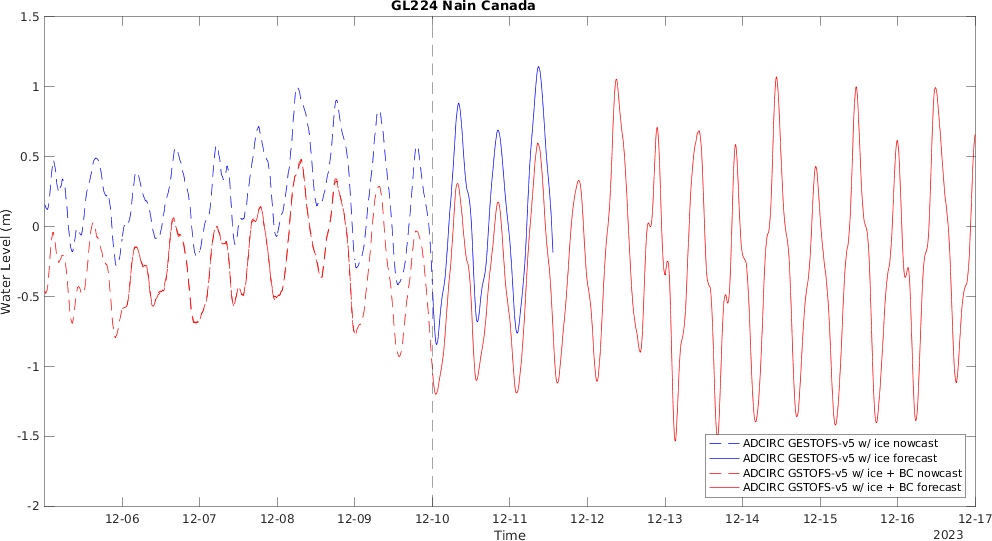 GL224 Nain Canada
1.5
1
0.5
0
-0.5
-1
-1.5
-2
Water Level (m)
ADCIRC GESTOFS-v5 w/ ice nowcast
ADCIRC GESTOFS-v5 w/ ice forecast
ADCIRC GSTOFS-v5 w/ ice + BC nowcast
ADCIRC GSTOFS-v5 w/ ice + BC forecast
12-06 12-07 12-08 12-09 12-10 12-11 12-12 12-13 12-14 12-15 12-16 12-17
Time
2023